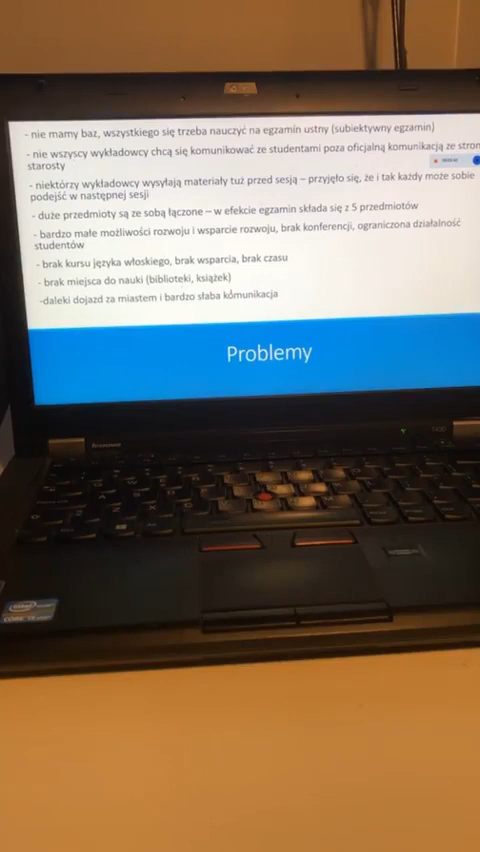 - nie mamy baz, wszystkiego się trzeba nauczyć na egzamin ustny (subiektywny egzamin)
- nie wszyscy wykładowcy chcą się komunikować ze studentami poza oficjalną komunikacją ze stron
starosty
- niektórzy wykładowcy wysyłają materiały tuż przed sesją – przyjęło się, że i tak każdy może sobie
podejść w następnej sesji
- duże przedmioty są ze sobą łączone – w efekcie egzamin składa się z 5 przedmiotów
- bardzo małe możliwości rozwoju i wsparcie rozwoju, brak konferencji, ograniczona działalność
studentów
- brak kursu języka włoskiego, brak wsparcia, brak czasu
- brak miejsca do nauki (biblioteki, książek)
-daleki dojazd za miastem i bardzo słaba komunikacja
Problemy
lenovo
intel